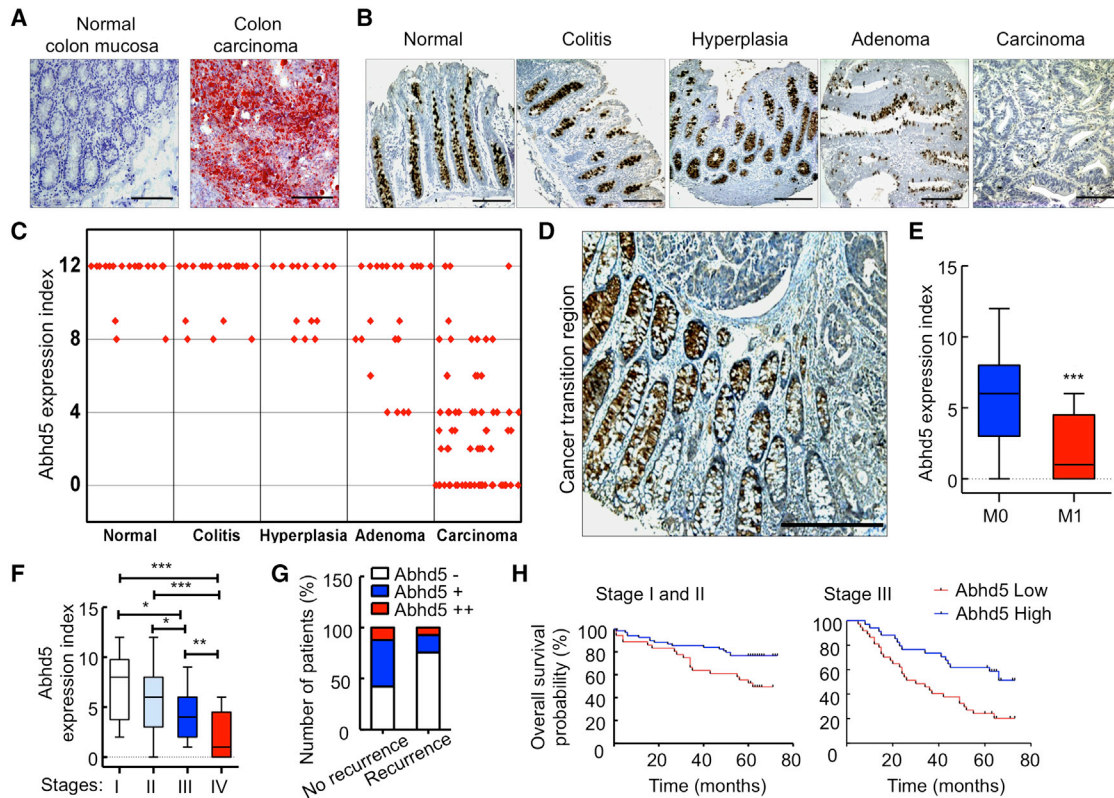 A
Normal
colon mucosa
Colon
carcinoma
B
Normal
Colitis
Hyperplasia
Adenoma
Carcinoma
C
Abhd5 expression index
12
8
4
0
Normal
Colitis
Hyperplasia
Adenoma
Carcinoma
D
Cancer transition region
E
Abhd5 expression index
15
10
5
0
***
M0
M1
F
Abhd5
expression index
15
10
5
0
***
***
*
*
**
Stages:
I
II
III
IV
G
Number of patients (%)
150
100
50
0
Abhd5 -
Abhd5 +
Abhd5 ++
No recurrence
Recurrence
H
Overall survival
probability (%)
Stage I and II
100
80
60
40
20
0
0
20
40
60
80
Time (months)
Stage III
Abhd5 Low
Abhd5 High
100
80
60
40
20
0
0
20
40
60
80
Time (months)